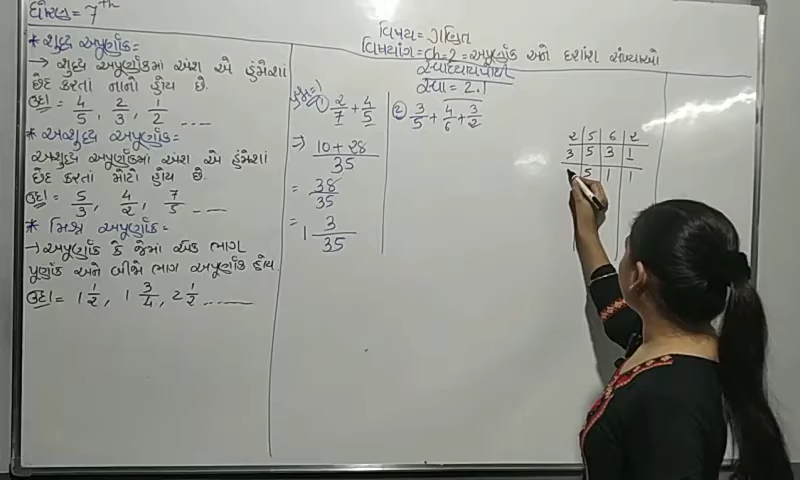 ધોરણ = 7th
* શુદ્ધ અપૂર્ણાંક =
→ શુદ્ધ અપૂર્ણાંકમાં અંશ એ હંમેશાં
છેદ કરતાં નાનો હોય છે.
ઉદા = 4/5, 2/3, 1/2 ----
* અશુદ્ધ અપૂર્ણાંક =
અશુદ્ધ અપૂર્ણાંકમાં અંશ એ હંમેશાં
છેદ કરતાં મોટો હોય છે.
ઉદા = 5/3, 4/2, 7/5 ----
* મિશ્ર અપૂર્ણાંક =
→ અપૂર્ણાંક કે જેમાં એક ભાગ
પૂર્ણાંક અને બીજો ભાગ અપૂર્ણાંક હોય
ઉદા = 1 1/2, 1 3/4, 2 1/2 ------
વિષય = ગણિત
વિષયાંગ = Ch = 2 = અપૂર્ણાંક અને દશાંશ સંખ્યાઓ
સ્વાધ્યાયપોથી
સ્વા = 2.1
① 2/7 + 4/5
⇒ 10 + 28 / 35
= 38/35
= 1 3/35
② 3/5 + 4/6 + 3/2
2 | 5 | 6 | 2
3 | 5 | 3 | 1
5 | 1 | 1